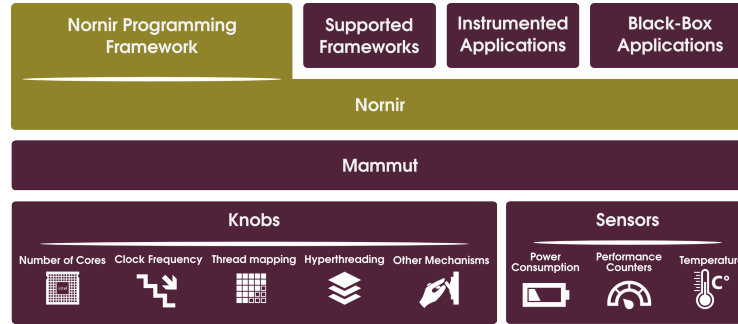 Nornir Programming
Framework
Supported
Frameworks
Instrumented
Applications
Black-Box
Applications
Nornir
Mammut
Knobs
Number of Cores
Clock Frequency
Thread mapping
Hyperthreading
Other Mechanisms
intel
Sensors
Power
Consumption
Performance
Counters
Temperatur
C°